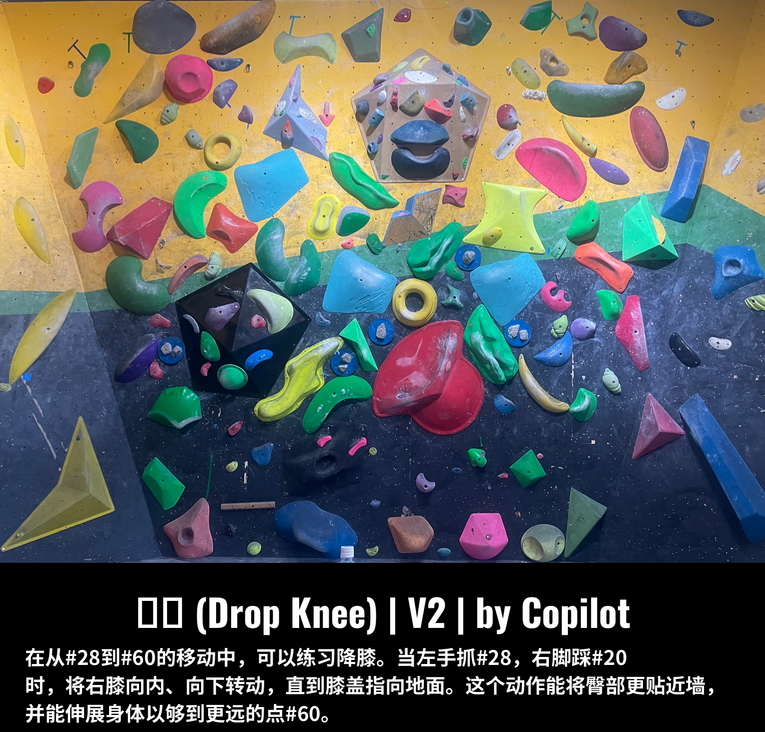 (Drop Knee) | V2 | by Copilot
在从#28到#60的移动中，可以练习降膝。当左手抓#28，右脚踩#20
时，将右膝向内、向下转动，直到膝盖指向地面。这个动作能将臀部更贴近墙，
并能伸展身体以够到更远的点#60。